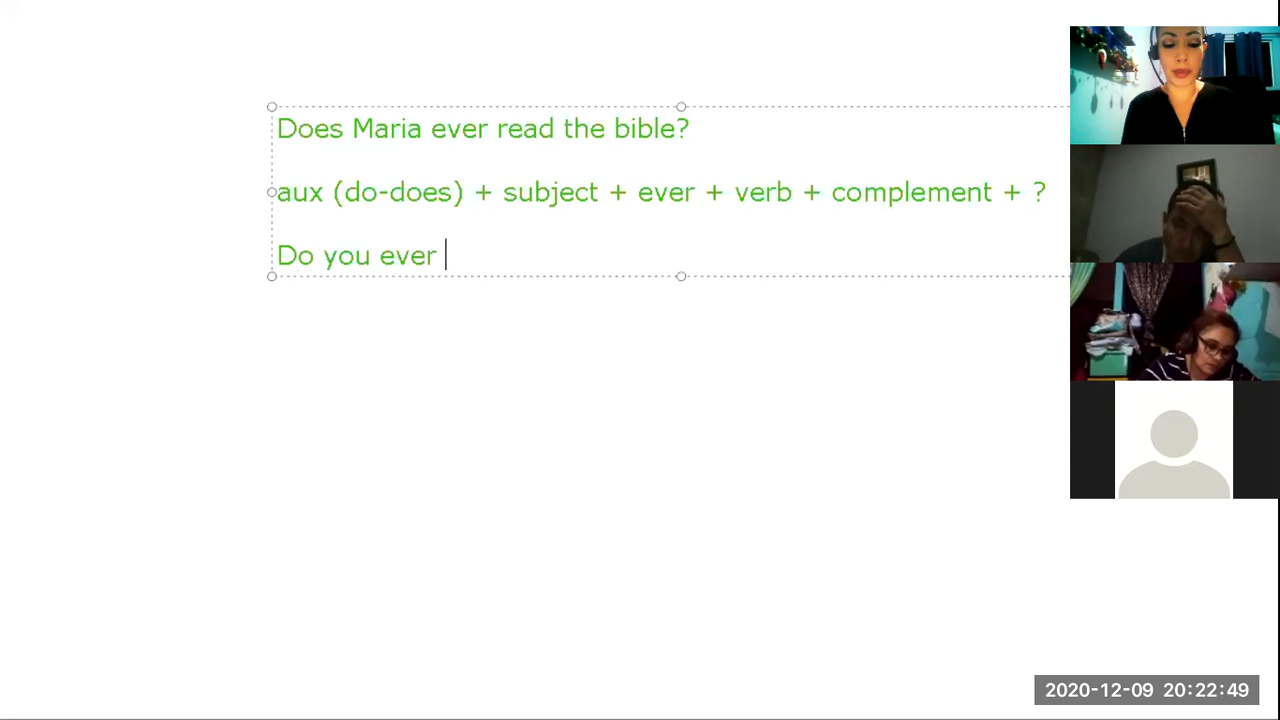 Does Maria ever read the bible?
aux (do-does) + subject + ever + verb + complement + ?
Do you ever
2020-12-09 20:22:49